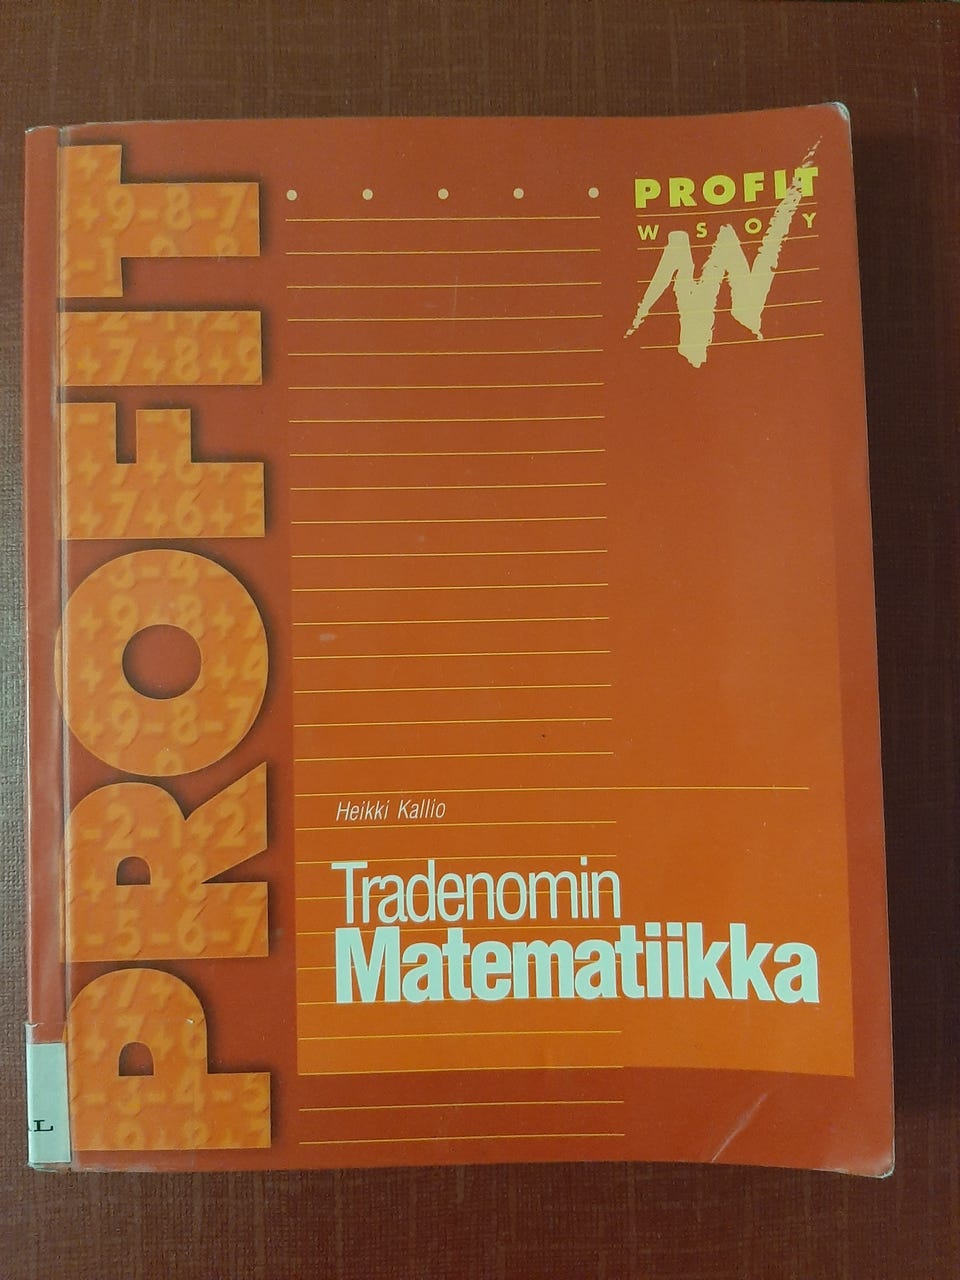 PROFIT
PROFIT
WSOY
Heikki Kallio
Tradenomin
Matematiikka